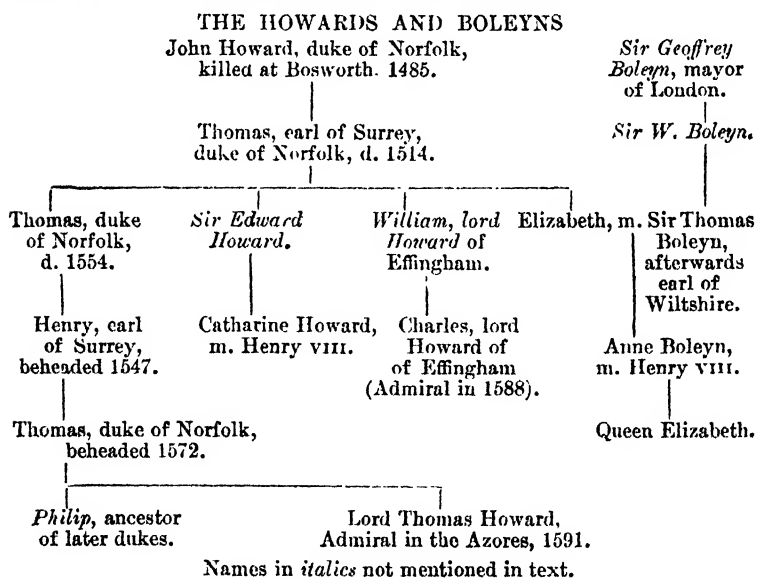 THE HOWARDS AND BOLEYNS
John Howard, duke of Norfolk,
killed at Bosworth. 1485.
Sir Geoffrey
Boleyn, mayor
of London.
Thomas, earl of Surrey,
duke of Norfolk, d. 1514.
Sir W. Boleyn.
Thomas, duke
of Norfolk,
d. 1554.
Sir Edward
Howard.
William, lord
Howard of
Effingham.
Elizabeth, m. Sir Thomas
Boleyn,
afterwards
earl of
Wiltshire.
Henry, earl
of Surrey,
beheaded 1547.
Catharine Howard,
m. Henry VIII.
Charles, lord
Howard of
of Effingham
(Admiral in 1588).
Anne Boleyn,
m. Henry VIII.
Thomas, duke of Norfolk,
beheaded 1572.
Queen Elizabeth.
Philip, ancestor
of later dukes.
Lord Thomas Howard,
Admiral in the Azores, 1591.
Names in italics not mentioned in text.